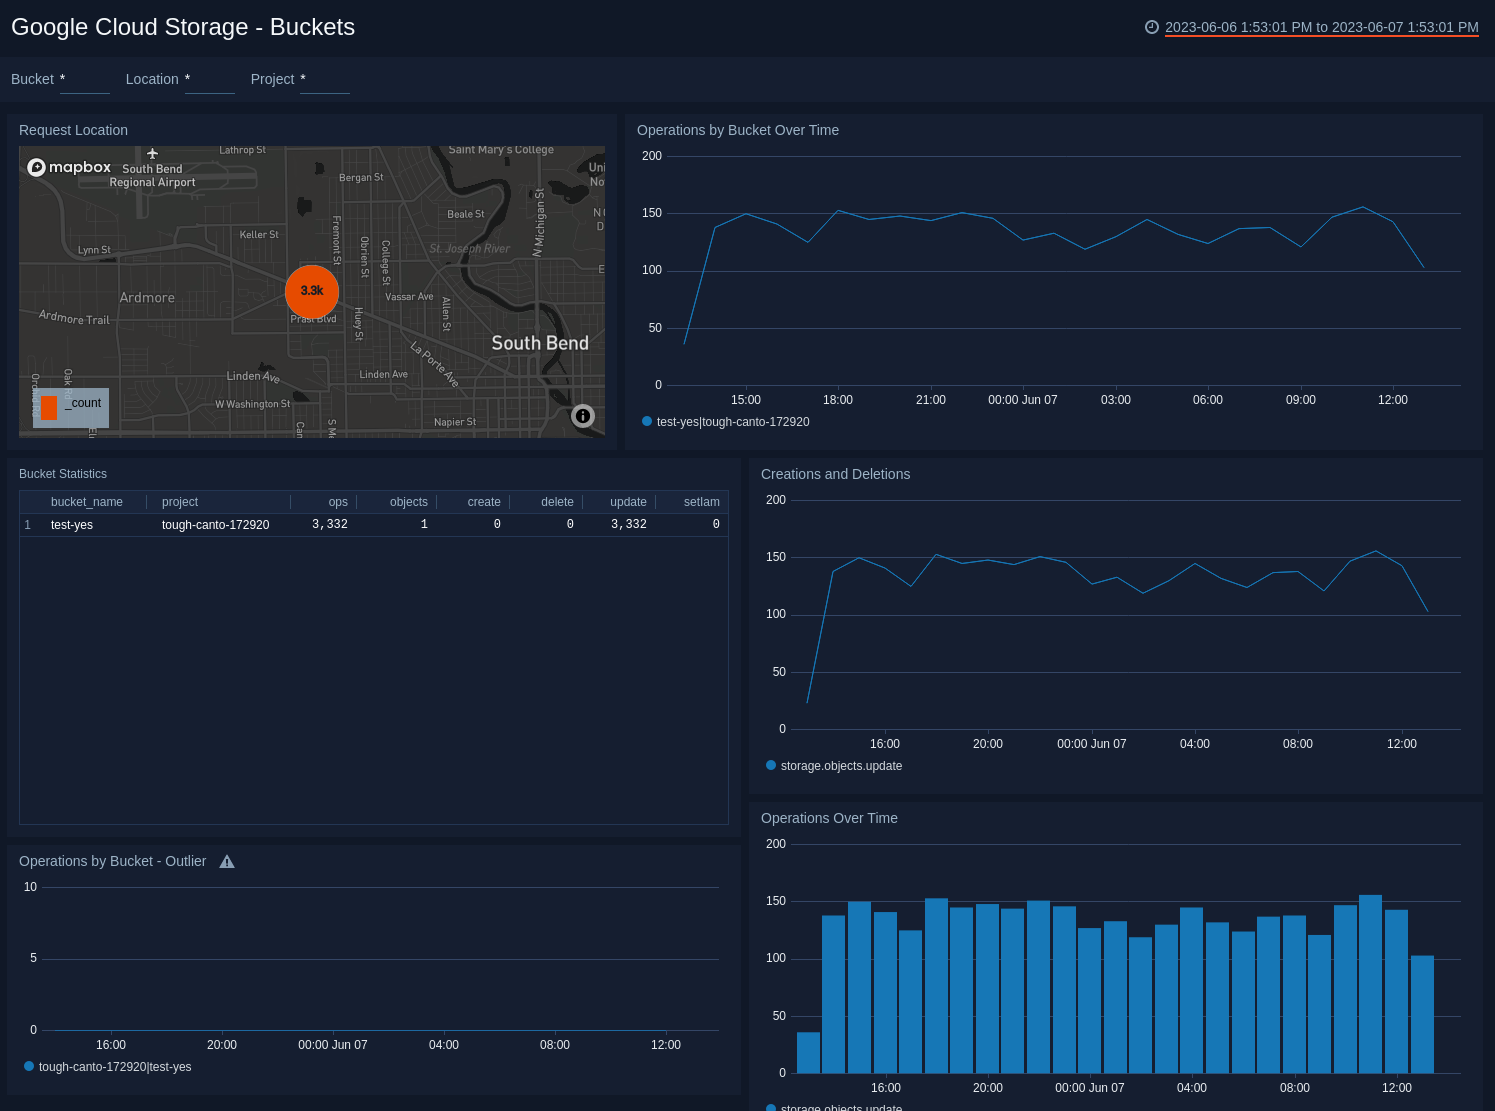 Google Cloud Storage - Buckets
2023-06-06 1:53:01 PM to 2023-06-07 1:53:01 PM
Bucket * Location * Project *
Request Location
mapbox
Lathrop St
South Bend
Regional Airport
Saint Mary's College
Bergan St
Uni
No
Beale St
N Michigan St
N
D
Fremont St
Keller St
Obrien St
College St
St. Joseph River
Lynn St
E
3.3k
Ardmore
Vassar Ave
Allen St
Ardmore Trail
Prast Blvd
Huey St
South Bend
La Porte Ave
Linden Ave
Linden Ave
Oak Rd
_count
W Washington St
Napier St
Operations by Bucket Over Time
200
150
100
50
0
15:00 18:00 21:00 00:00 Jun 07 03:00 06:00 09:00 12:00
test-yes|tough-canto-172920
Bucket Statistics
bucket_name project ops objects create delete update setIam
1 test-yes tough-canto-172920 3,332 1 0 0 3,332 0
Creations and Deletions
200
150
100
50
0
16:00 20:00 00:00 Jun 07 04:00 08:00 12:00
storage.objects.update
Operations by Bucket - Outlier
10
5
0
16:00 20:00 00:00 Jun 07 04:00 08:00 12:00
tough-canto-172920|test-yes
Operations Over Time
200
150
100
50
0
16:00 20:00 00:00 Jun 07 04:00 08:00 12:00
storage.objects.update